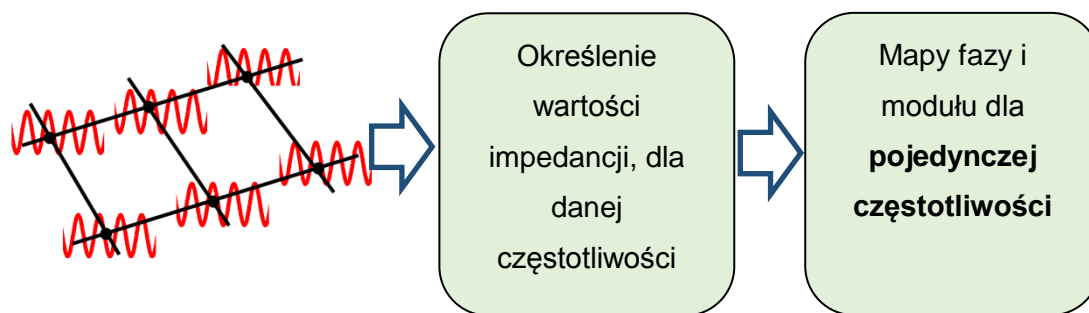 Określenie
wartości
impedancji, dla
danej
częstotliwości
Mapy fazy i
modułu dla
pojedynczej
częstotliwości